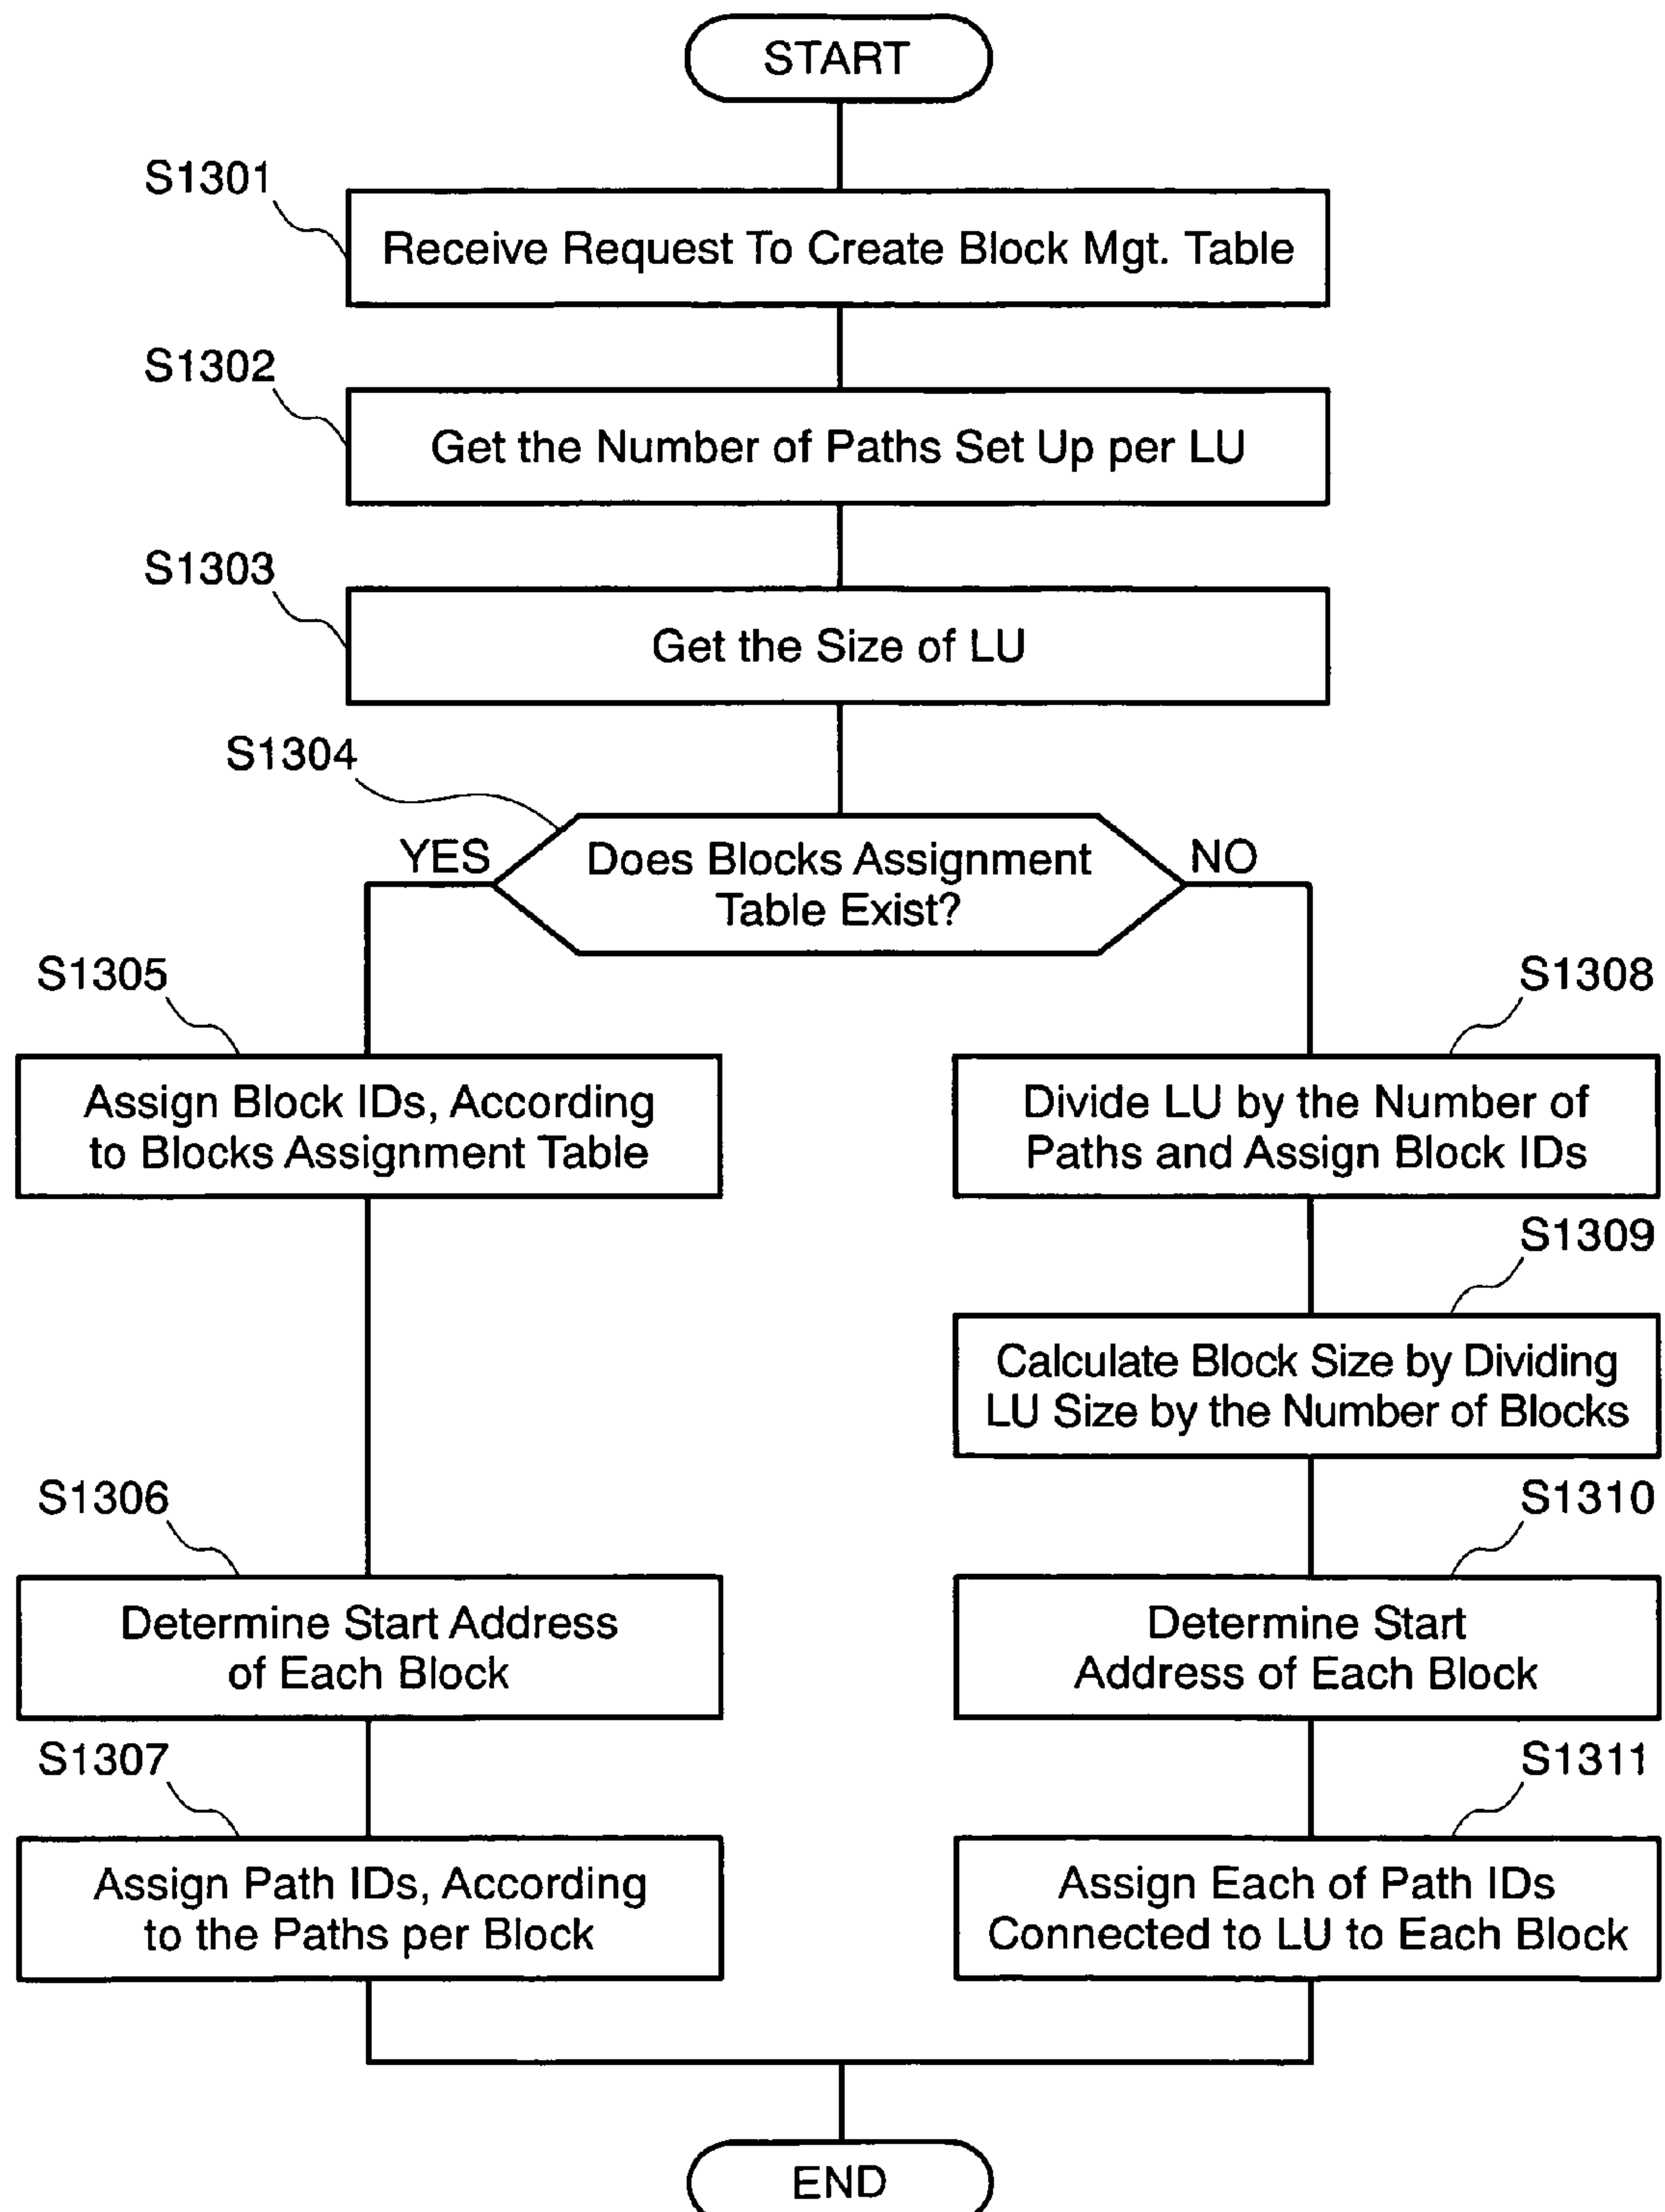 START
S1301
Receive Request To Create Block Mgt. Table
S1302
Get the Number of Paths Set Up per LU
S1303
Get the Size of LU
S1304
YES
Does Blocks Assignment
Table Exist?
NO
S1305
Assign Block IDs, According
to Blocks Assignment Table
S1308
Divide LU by the Number of
Paths and Assign Block IDs
S1309
Calculate Block Size by Dividing
LU Size by the Number of Blocks
S1306
Determine Start Address
of Each Block
S1310
Determine Start
Address of Each Block
S1307
Assign Path IDs, According
to the Paths per Block
S1311
Assign Each of Path IDs
Connected to LU to Each Block
END